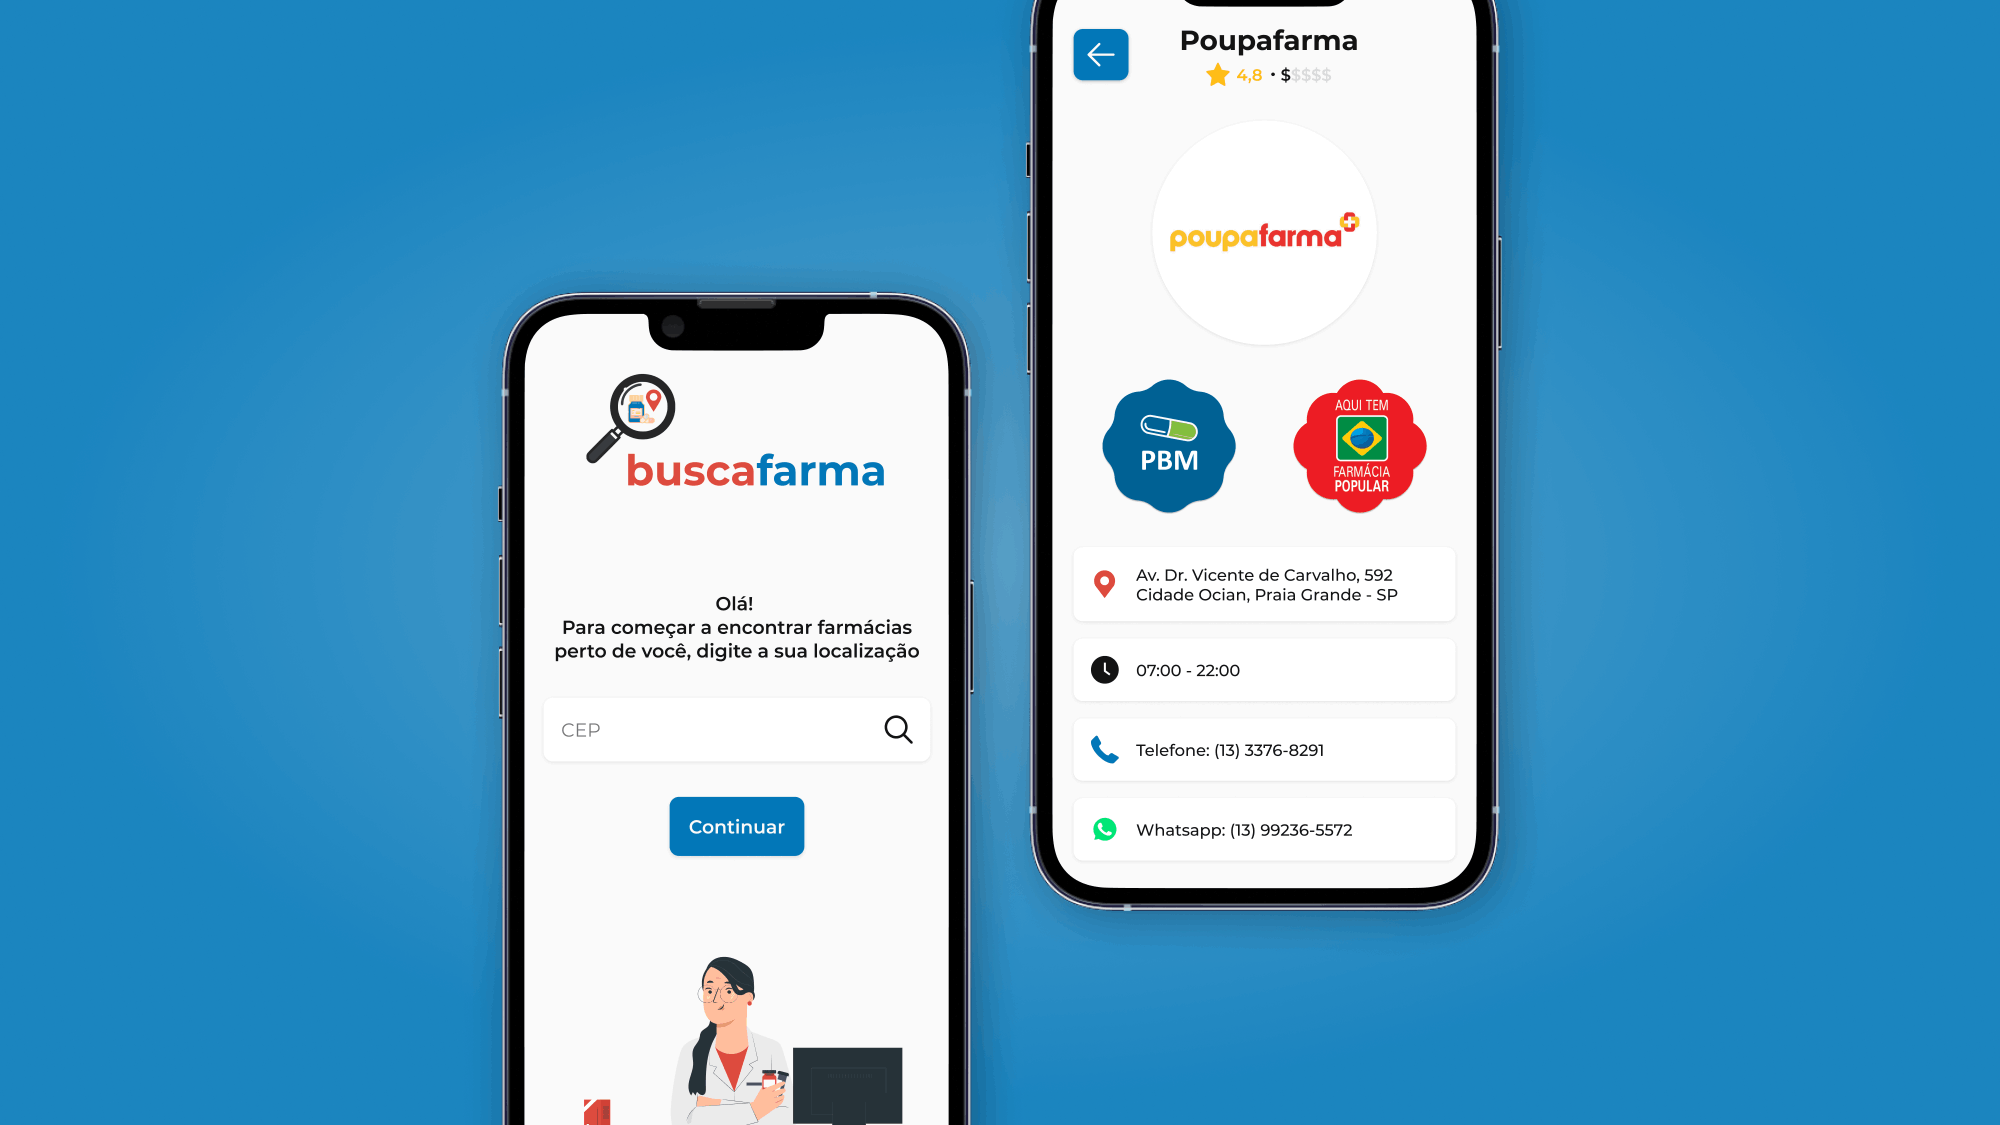 buscafarma
Olá!
Para começar a encontrar farmácias
perto de você, digite a sua localização
CEP
Continuar
Poupafarma
4,8 • $$$$$
poupafarma
PBM
AQUI TEM
FARMÁCIA
POPULAR
Av. Dr. Vicente de Carvalho, 592
Cidade Ocian, Praia Grande - SP
07:00 - 22:00
Telefone: (13) 3376-8291
Whatsapp: (13) 99236-5572